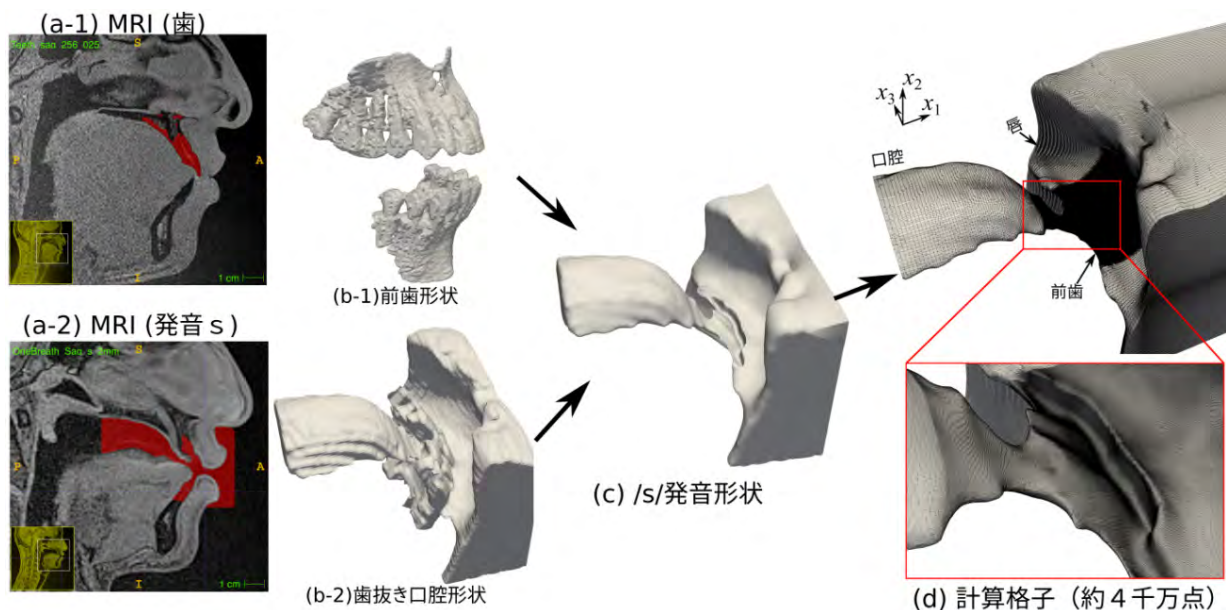 (a-1) MRI (歯)
S
P
A
I
1 cm
(b-1)前歯形状
(a-2) MRI (発音 s )
S
P
A
I
1 cm
(b-2)歯抜き口腔形状
(c) /s/発音形状
x2
x3
x1
唇
口腔
前歯
(d) 計算格子（約４千万点）